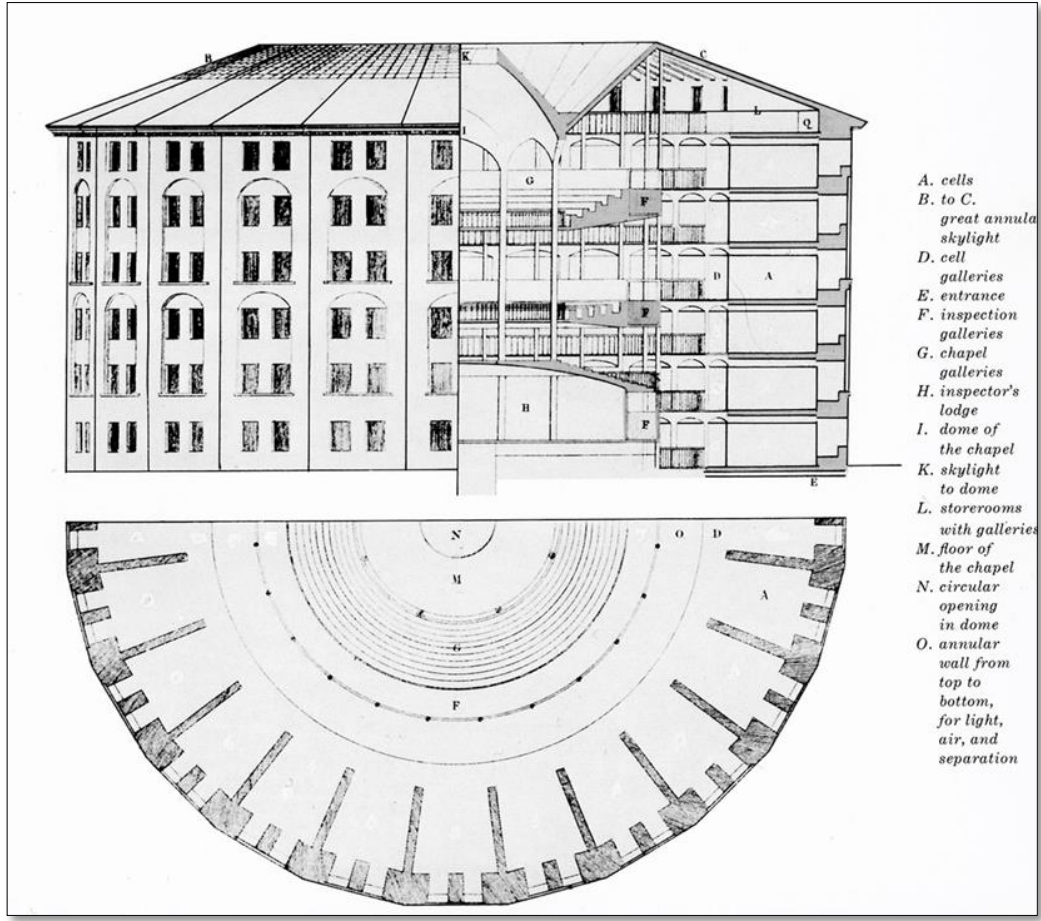 B
K
C
L
Q
I
G
F
D
A
F
H
F
E
N
O
D
M
A
G
F
A. cells
B. to C.
great annula
skylight
D. cell
galleries
E. entrance
F. inspection
galleries
G. chapel
galleries
H. inspector's
lodge
I. dome of
the chapel
K. skylight
to dome
L. storerooms
with galleries
M. floor of
the chapel
N. circular
opening
in dome
O. annular
wall from
top to
bottom,
for light,
air, and
separation